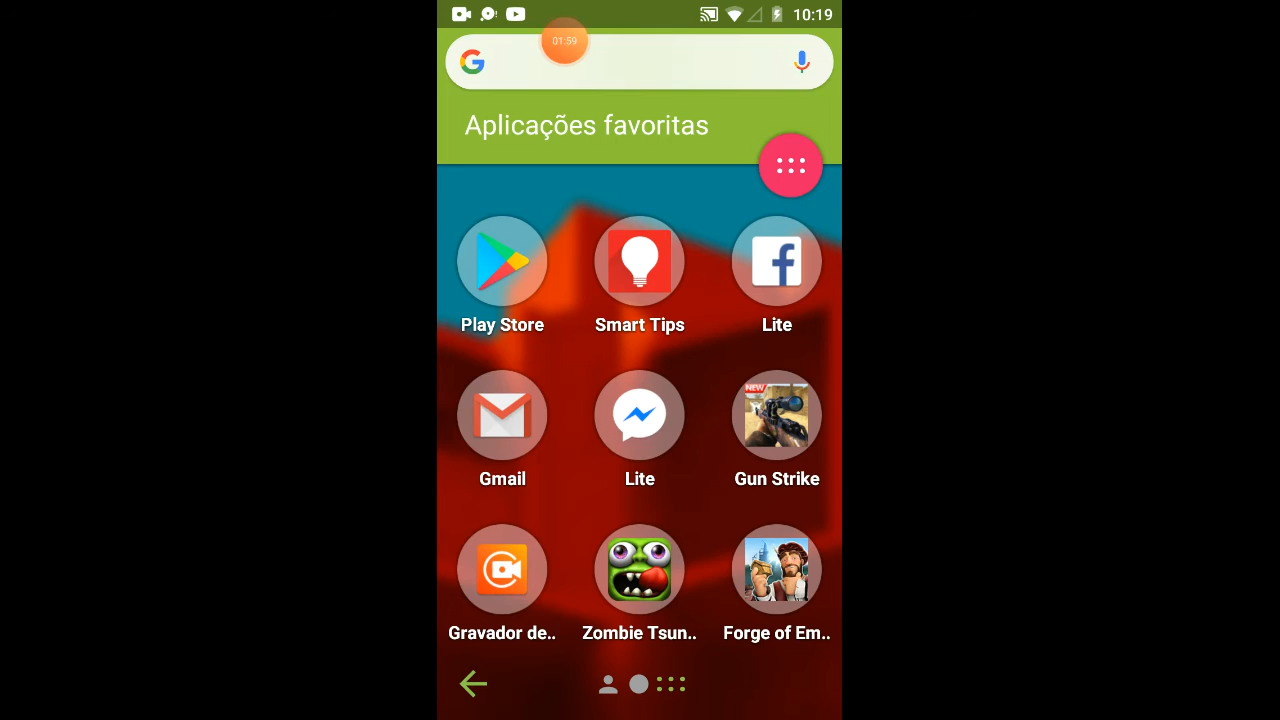 10:19
01:59
Aplicações favoritas
Play Store
Smart Tips
Lite
Gmail
Lite
NEW
Gun Strike
Gravador de..
Zombie Tsun..
Forge of Em..